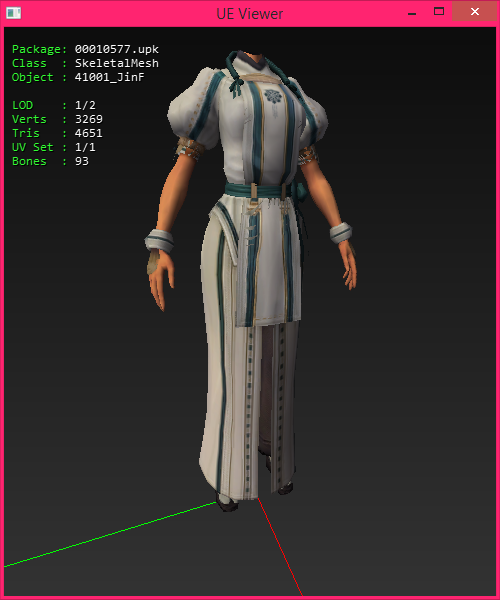 UE Viewer
Package: 00010577.upk
Class : SkeletalMesh
Object : 41001_JinF
LOD : 1/2
Verts : 3269
Tris : 4651
UV Set : 1/1
Bones : 93